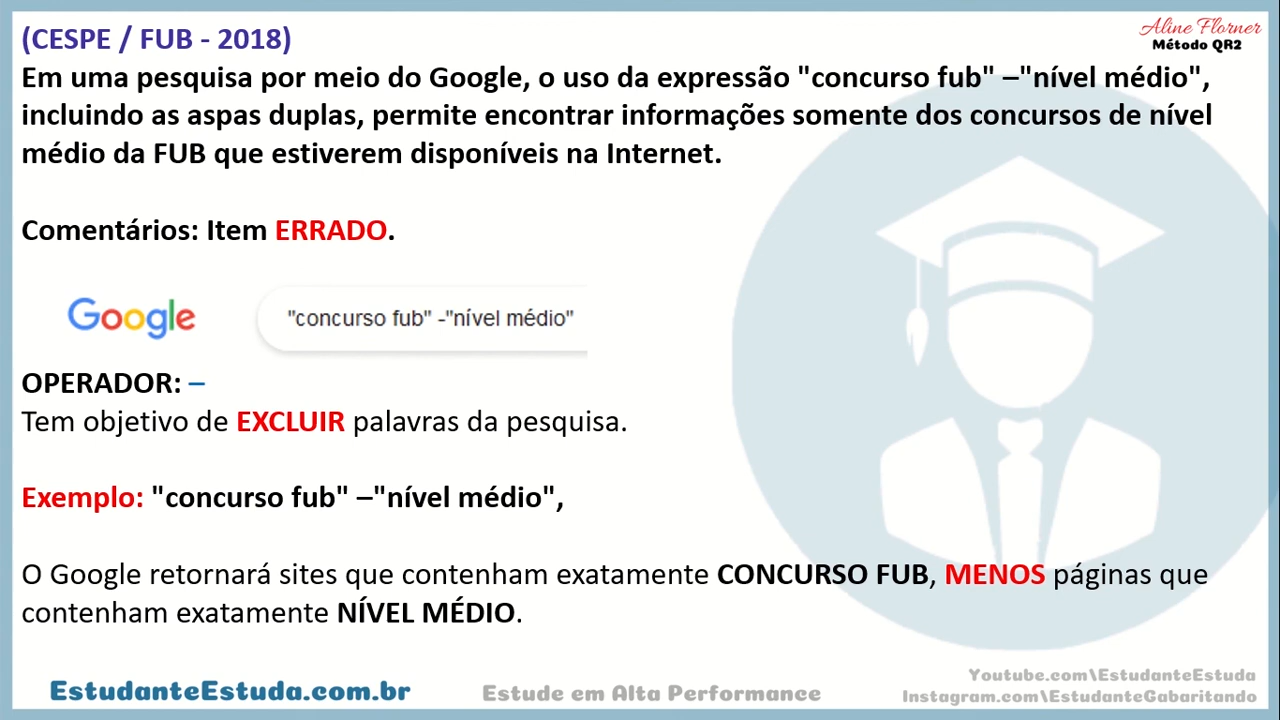 (CESPE / FUB - 2018)
Aline Florner
Método QR2
Em uma pesquisa por meio do Google, o uso da expressão "concurso fub" –"nível médio",
incluindo as aspas duplas, permite encontrar informações somente dos concursos de nível
médio da FUB que estiverem disponíveis na Internet.
Comentários: Item ERRADO.
Google
"concurso fub" -"nível médio"
OPERADOR: –
Tem objetivo de EXCLUIR palavras da pesquisa.
Exemplo: "concurso fub" –"nível médio",
O Google retornará sites que contenham exatamente CONCURSO FUB, MENOS páginas que
contenham exatamente NÍVEL MÉDIO.
EstudanteEstuda.com.br
Estude em Alta Performance
Youtube.com/EstudanteEstuda
Instagram.com/EstudanteGabaritando